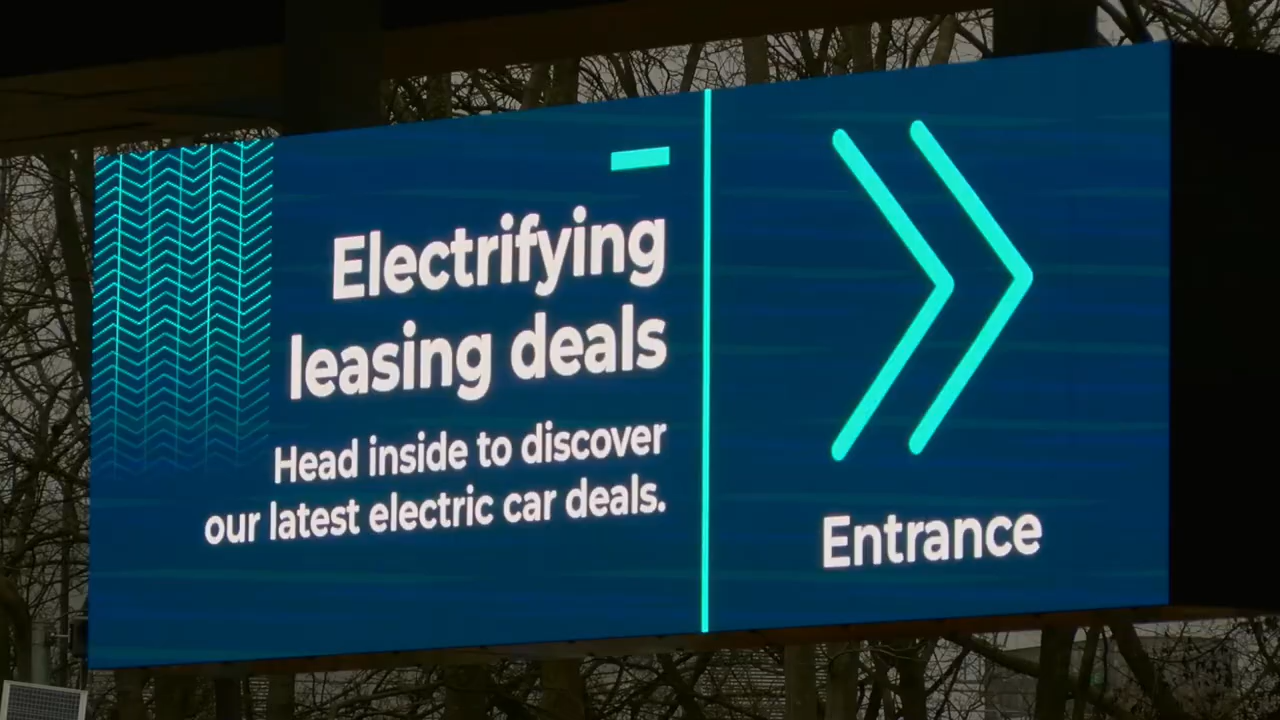 Electrifying
leasing deals
Head inside to discover
our latest electric car deals.
Entrance